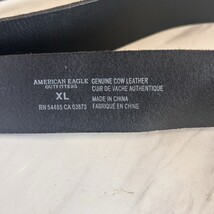 AMERICAN EAGLE
OUTFITTERS
XL
RN 54485 CA 03873
GENUINE COW LEATHER
CUIR DE VACHE AUTHENTIQUE
MADE IN CHINA
FABRIQUÉ EN CHINE